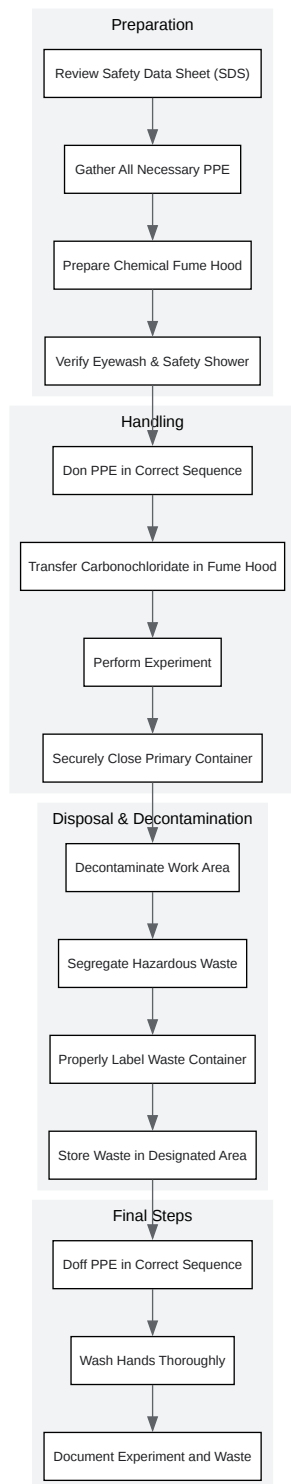 Preparation
Review Safety Data Sheet (SDS)
Gather All Necessary PPE
Prepare Chemical Fume Hood
Verify Eyewash & Safety Shower
Handling
Don PPE in Correct Sequence
Transfer Carbonochloridate in Fume Hood
Perform Experiment
Securely Close Primary Container
Disposal & Decontamination
Decontaminate Work Area
Segregate Hazardous Waste
Properly Label Waste Container
Store Waste in Designated Area
Final Steps
Doff PPE in Correct Sequence
Wash Hands Thoroughly
Document Experiment and Waste